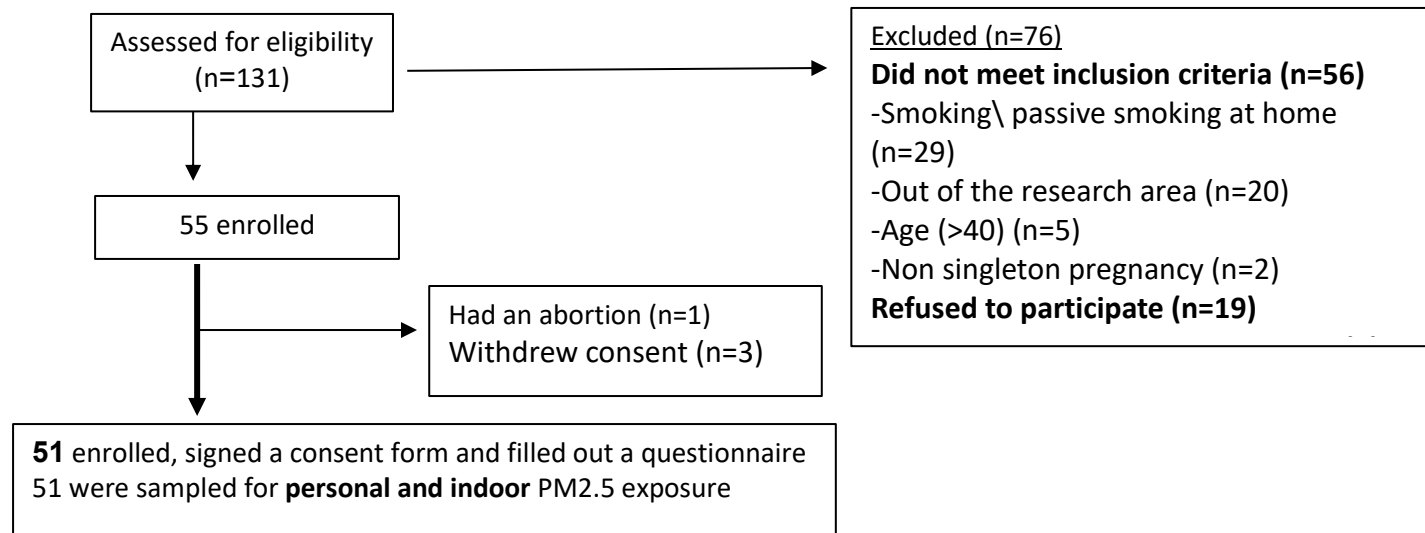 Assessed for eligibility
(n=131)
Excluded (n=76)
Did not meet inclusion criteria (n=56)
-Smoking\ passive smoking at home
(n=29)
-Out of the research area (n=20)
-Age (>40) (n=5)
-Non singleton pregnancy (n=2)
Refused to participate (n=19)
55 enrolled
Had an abortion (n=1)
Withdrew consent (n=3)
51 enrolled, signed a consent form and filled out a questionnaire
51 were sampled for personal and indoor PM2.5 exposure